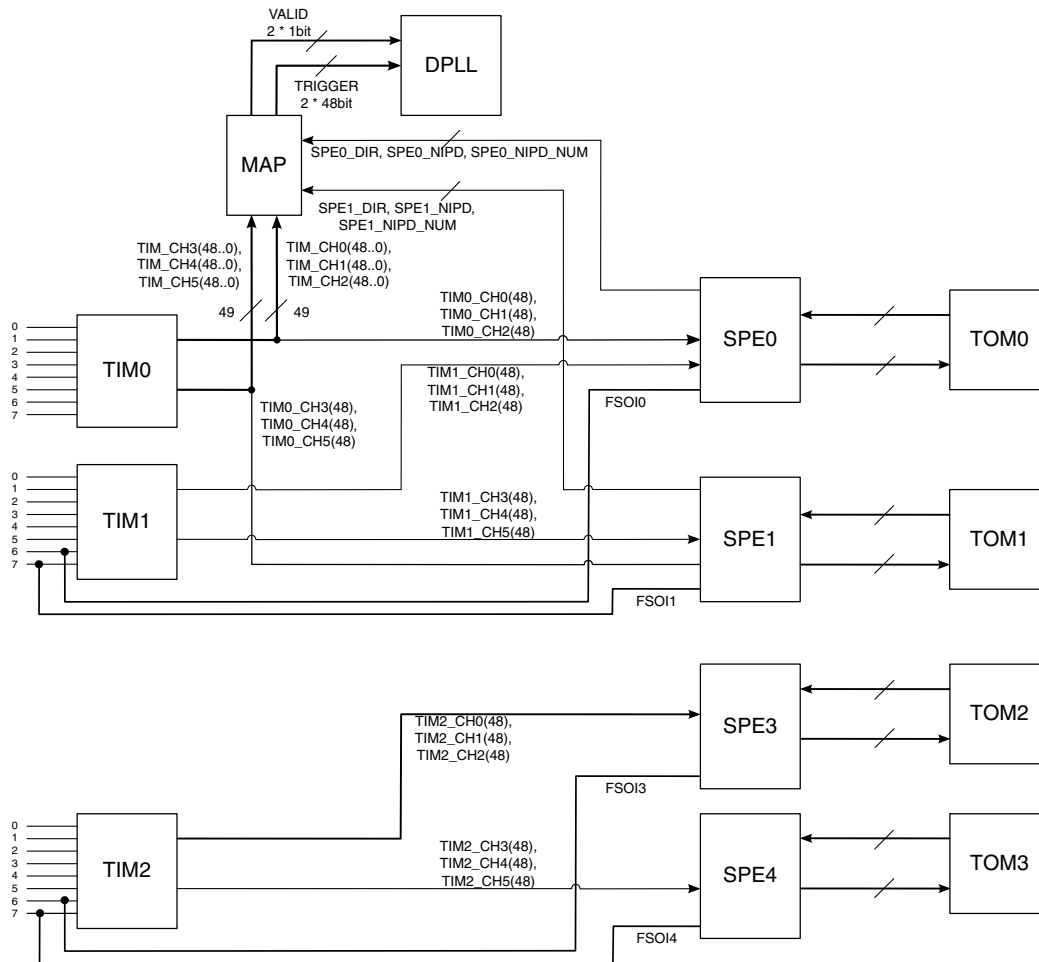 VALID
2 * 1bit
DPLL
TRIGGER
2 * 48bit
MAP
SPE0_DIR, SPE0_NIPD, SPE0_NIPD_NUM
SPE1_DIR, SPE1_NIPD,
SPE1_NIPD_NUM
TIM_CH3(48..0),
TIM_CH4(48..0),
TIM_CH5(48..0)
TIM_CH0(48..0),
TIM_CH1(48..0),
TIM_CH2(48..0)
49
49
TIM0_CH0(48),
TIM0_CH1(48),
TIM0_CH2(48)
0
1
2
3
4
5
6
7
TIM0
SPE0
TOM0
TIM1_CH0(48),
TIM1_CH1(48),
TIM1_CH2(48)
FSOI0
TIM0_CH3(48),
TIM0_CH4(48),
TIM0_CH5(48)
0
1
2
3
4
5
6
7
TIM1
TIM1_CH3(48),
TIM1_CH4(48),
TIM1_CH5(48)
SPE1
TOM1
FSOI1
SPE3
TOM2
TIM2_CH0(48),
TIM2_CH1(48),
TIM2_CH2(48)
FSOI3
0
1
2
3
4
5
6
7
TIM2
TIM2_CH3(48),
TIM2_CH4(48),
TIM2_CH5(48)
SPE4
TOM3
FSOI4